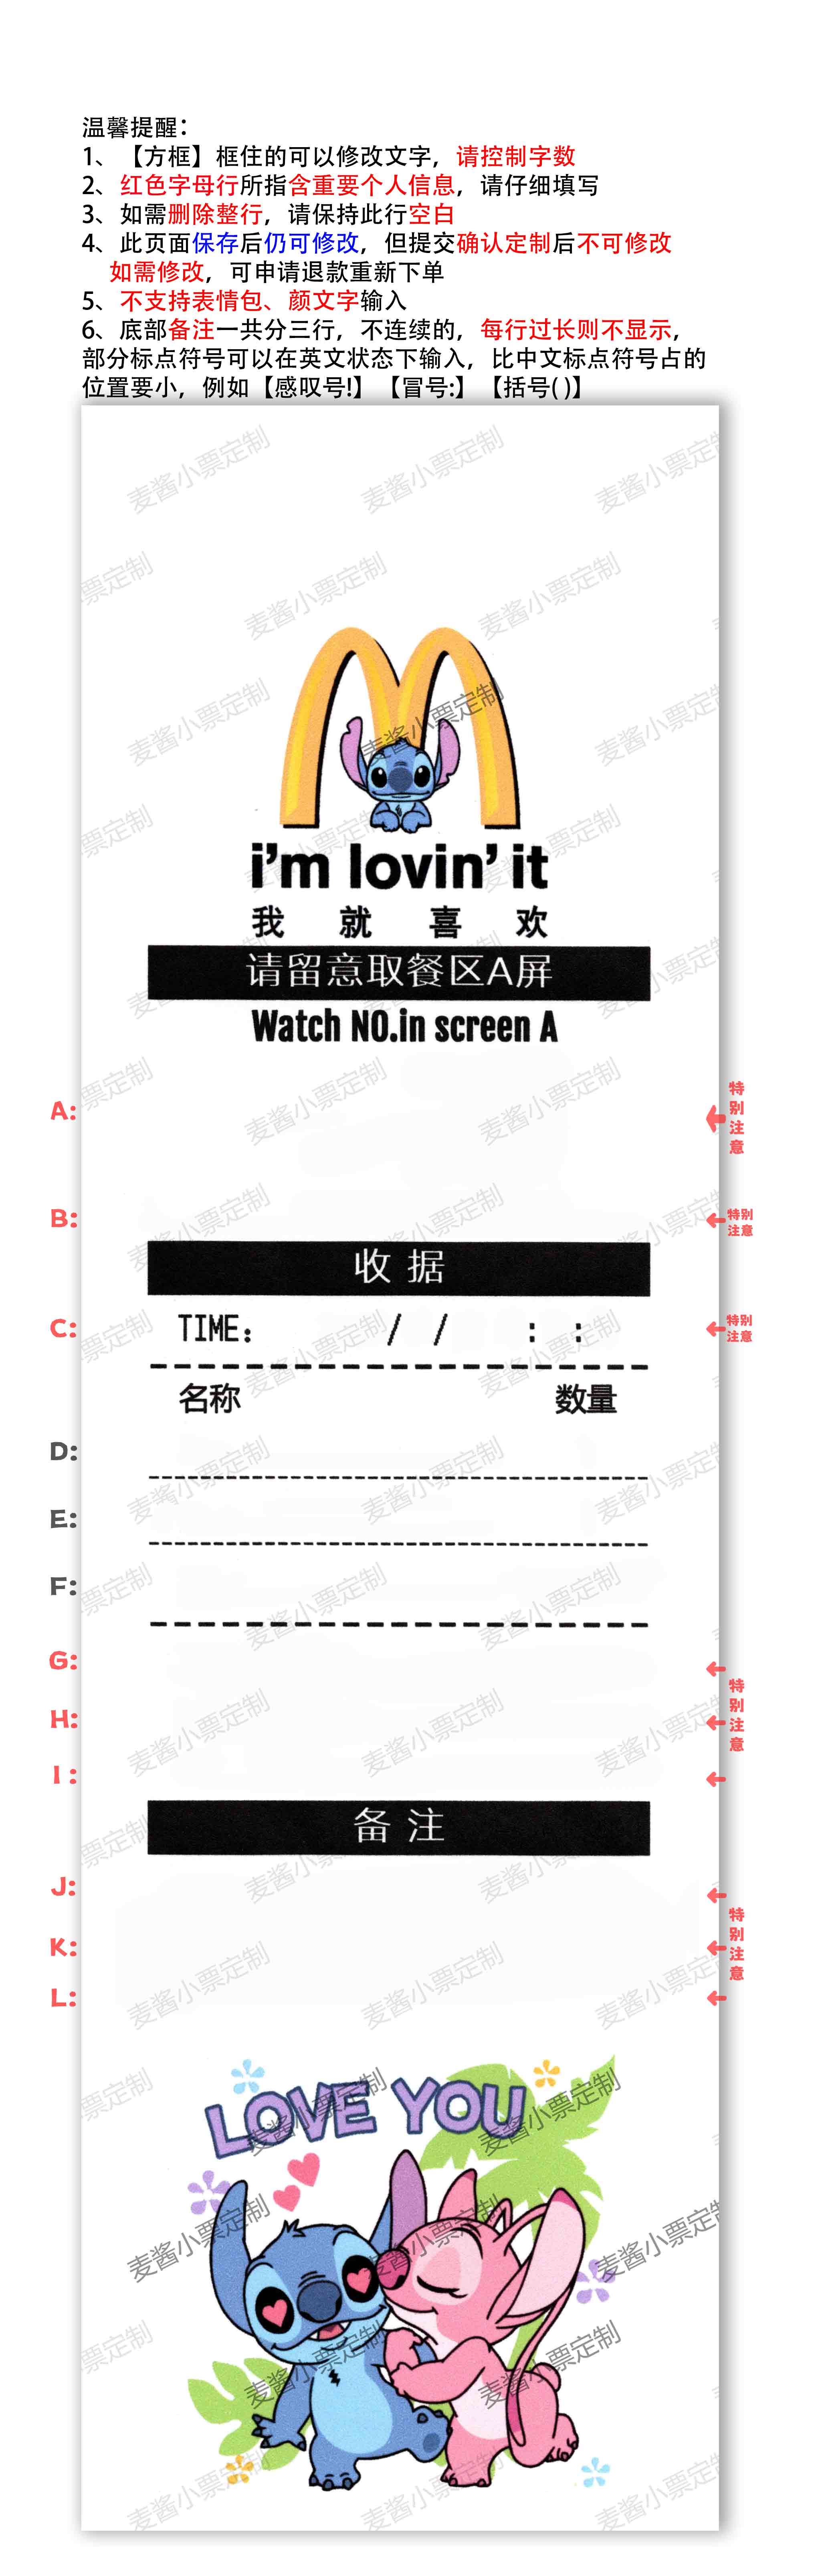 温馨提醒：
1、【方框】框住的可以修改文字，请控制字数
2、红色字母行所指含重要个人信息，请仔细填写
3、如需删除整行，请保持此行空白
4、此页面保存后仍可修改，但提交确认定制后不可修改
如需修改，可申请退款重新下单
5、不支持表情包、颜文字输入
6、底部备注一共分三行，不连续的，每行过长则不显示，
部分标点符号可以在英文状态下输入，比中文标点符号占的
位置要小，例如【感叹号!】【冒号:】【括号( )】
麦酱小票定制
i'm lovin' it
我就喜欢
请留意取餐区A屏
Watch NO.in screen A
A:
特别注意
B:
特别注意
收据
C:
TIME： / / : :
特别注意
名称 数量
D:
E:
F:
G:
H:
特别注意
I:
备注
J:
K:
特别注意
L:
LOVE YOU